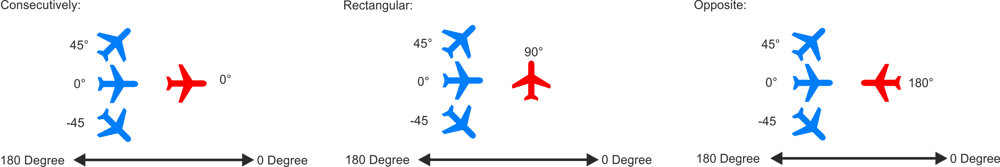 Consecutively:
45°
0°
0°
-45
180 Degree
0 Degree
Rectangular:
45°
90°
0°
-45
180 Degree
0 Degree
Opposite:
45°
0°
180°
-45
180 Degree
0 Degree